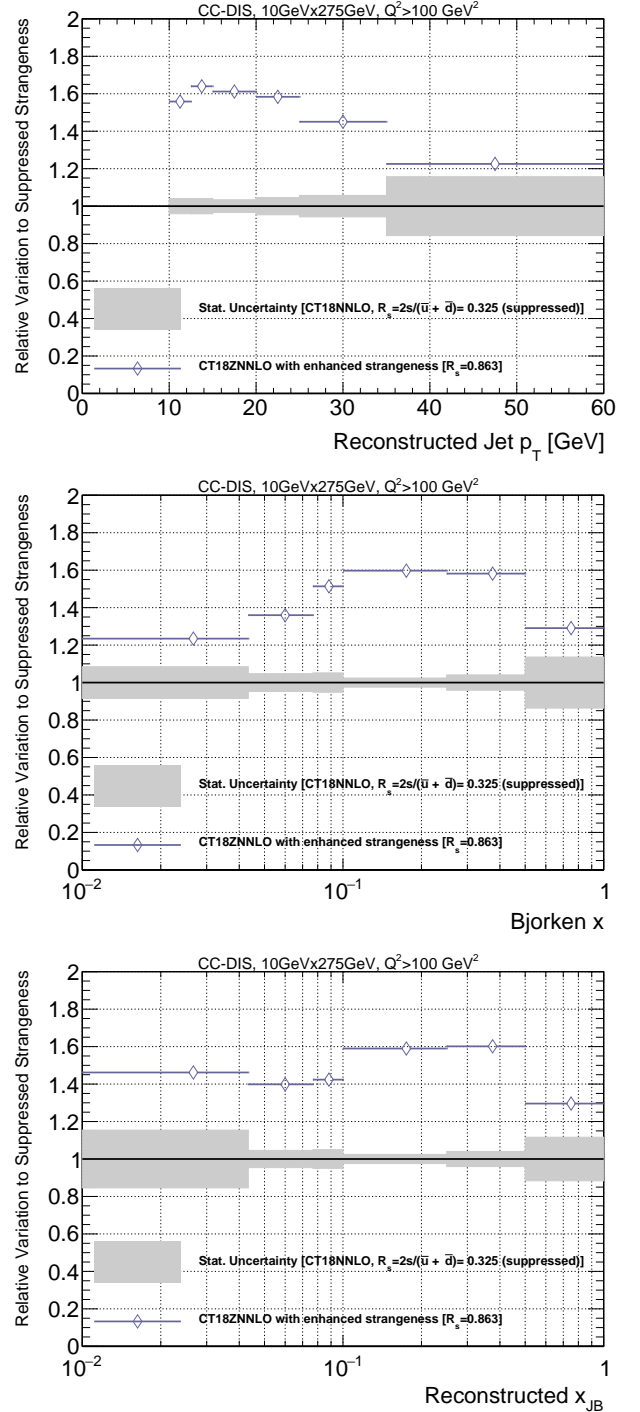 CC-DIS, 10GeVx275GeV, Q²>100 GeV²
Relative Variation to Suppressed Strangeness
2
1.8
1.6
1.4
1.2
1
0.8
0.6
0.4
0.2
0
Stat. Uncertainty [CT18NNLO, R_s=2s/(u̅ + d̅)= 0.325 (suppressed)]
CT18ZNNLO with enhanced strangeness [R_s=0.863]
0 10 20 30 40 50 60
Reconstructed Jet p_T [GeV]
CC-DIS, 10GeVx275GeV, Q²>100 GeV²
Relative Variation to Suppressed Strangeness
2
1.8
1.6
1.4
1.2
1
0.8
0.6
0.4
0.2
0
Stat. Uncertainty [CT18NNLO, R_s=2s/(u̅ + d̅)= 0.325 (suppressed)]
CT18ZNNLO with enhanced strangeness [R_s=0.863]
10⁻² 10⁻¹ 1
Bjorken x
CC-DIS, 10GeVx275GeV, Q²>100 GeV²
Relative Variation to Suppressed Strangeness
2
1.8
1.6
1.4
1.2
1
0.8
0.6
0.4
0.2
0
Stat. Uncertainty [CT18NNLO, R_s=2s/(u̅ + d̅)= 0.325 (suppressed)]
CT18ZNNLO with enhanced strangeness [R_s=0.863]
10⁻² 10⁻¹ 1
Reconstructed x_JB